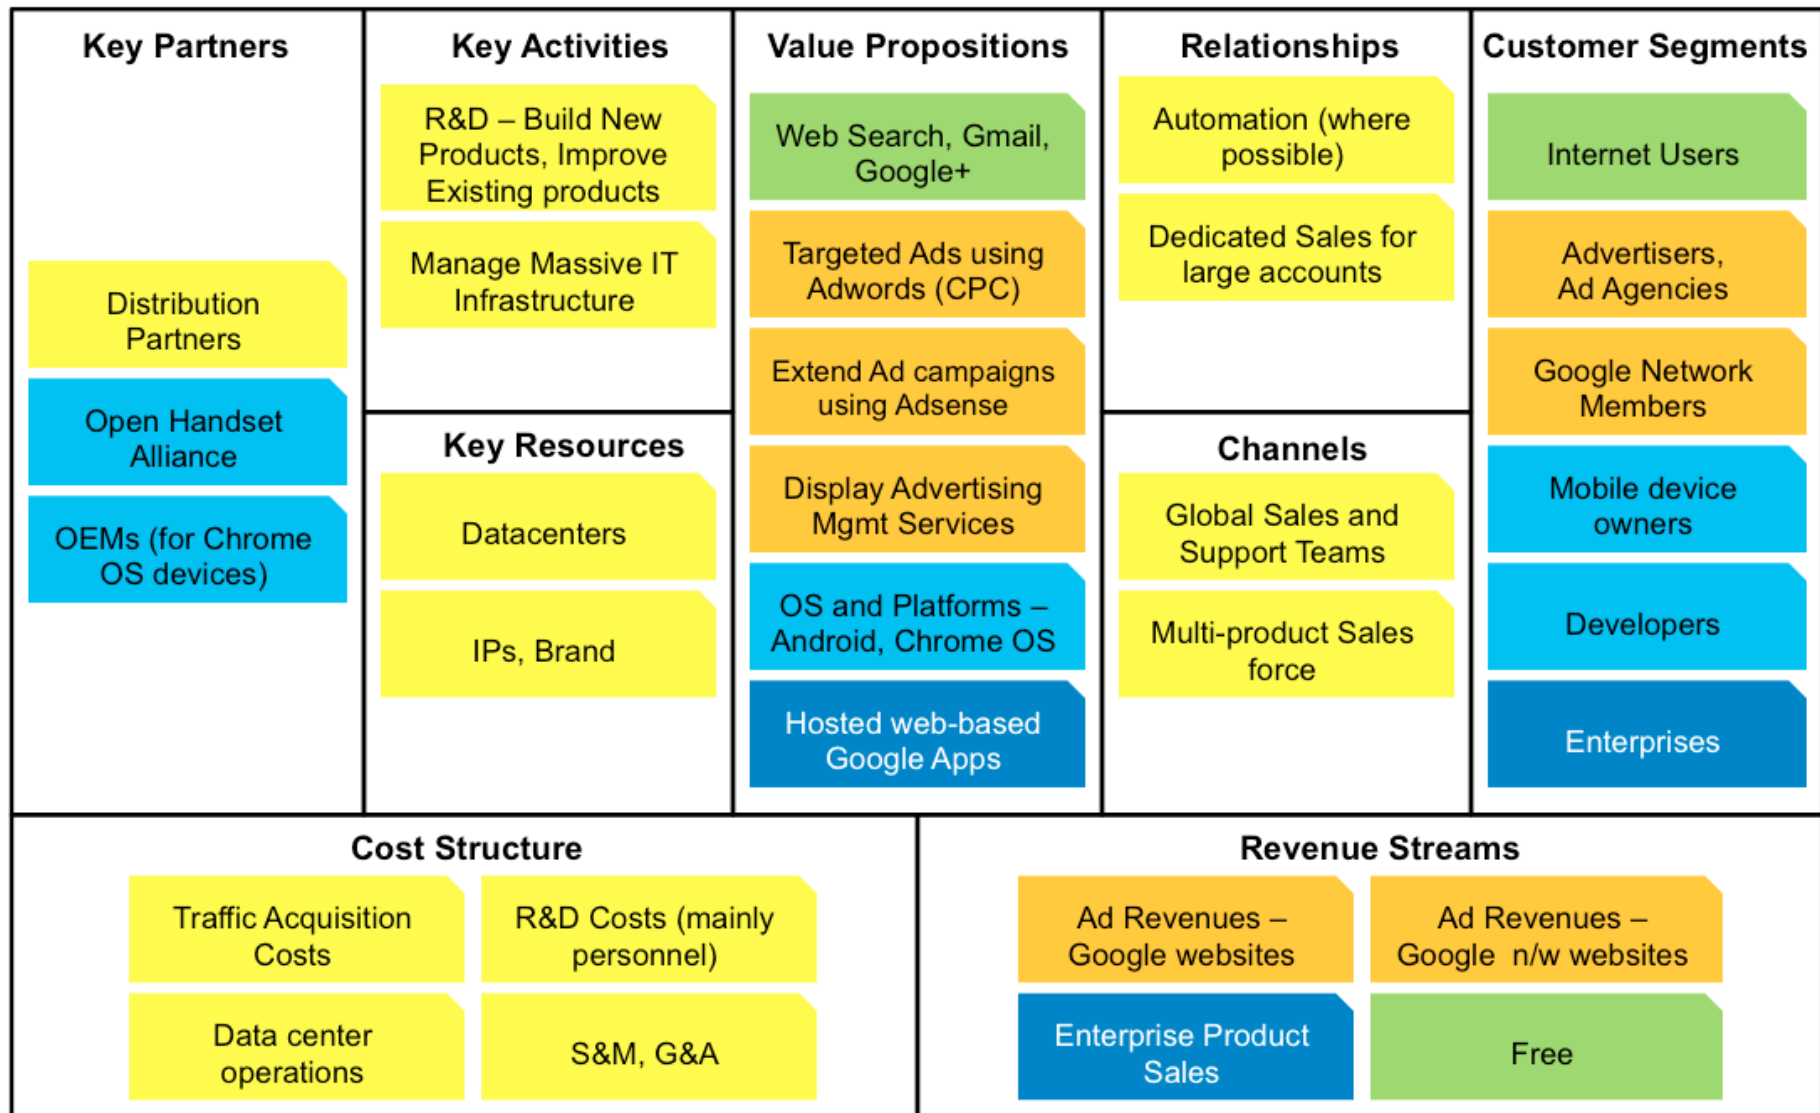 Key Partners
Distribution
Partners
Open Handset
Alliance
OEMs (for Chrome
OS devices)
Key Activities
R&D – Build New
Products, Improve
Existing products
Manage Massive IT
Infrastructure
Key Resources
Datacenters
IPs, Brand
Value Propositions
Web Search, Gmail,
Google+
Targeted Ads using
Adwords (CPC)
Extend Ad campaigns
using Adsense
Display Advertising
Mgmt Services
OS and Platforms –
Android, Chrome OS
Hosted web-based
Google Apps
Relationships
Automation (where
possible)
Dedicated Sales for
large accounts
Channels
Global Sales and
Support Teams
Multi-product Sales
force
Customer Segments
Internet Users
Advertisers,
Ad Agencies
Google Network
Members
Mobile device
owners
Developers
Enterprises
Cost Structure
Traffic Acquisition
Costs
R&D Costs (mainly
personnel)
Data center
operations
S&M, G&A
Revenue Streams
Ad Revenues –
Google websites
Ad Revenues –
Google n/w websites
Enterprise Product
Sales
Free